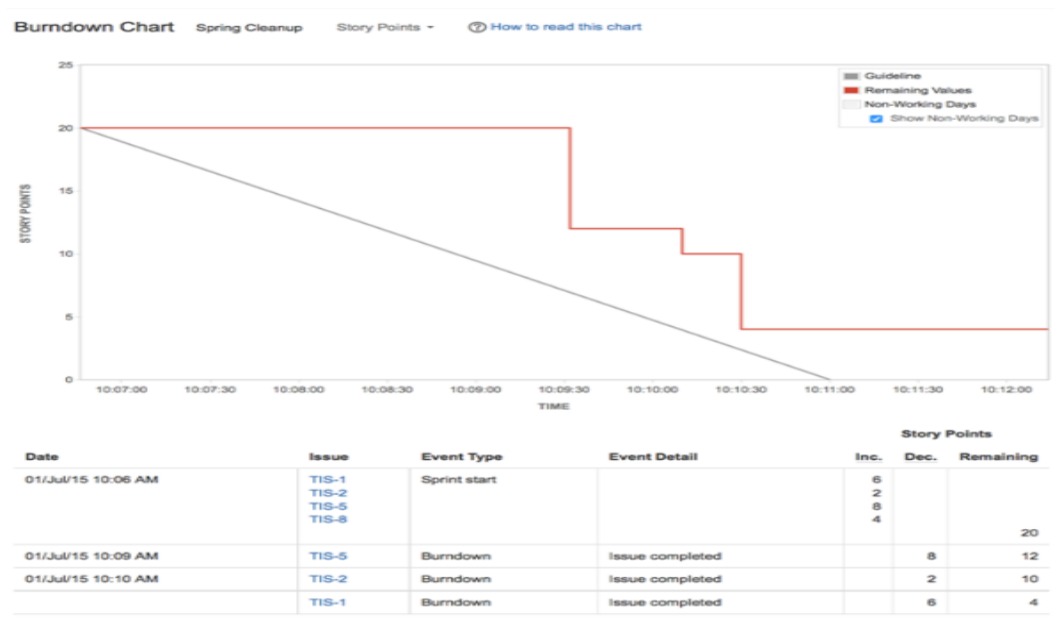 Burndown Chart Spring Cleanup Story Points How to read this chart
25
Guideline
Remaining Values
Non-Working Days
Show Non-Working Days
20
15
10
5
0
STORY POINTS
10:07:00 10:07:30 10:08:00 10:08:30 10:09:00 10:09:30 10:10:00 10:10:30 10:11:00 10:11:30 10:12:00
TIME
Story Points
Date Issue Event Type Event Detail Inc. Dec. Remaining
01/Jul/15 10:06 AM TIS-1 Sprint start 6
TIS-2 2
TIS-5 8
TIS-8 4
20
01/Jul/15 10:09 AM TIS-5 Burndown Issue completed 8 12
01/Jul/15 10:10 AM TIS-2 Burndown Issue completed 2 10
TIS-1 Burndown Issue completed 6 4